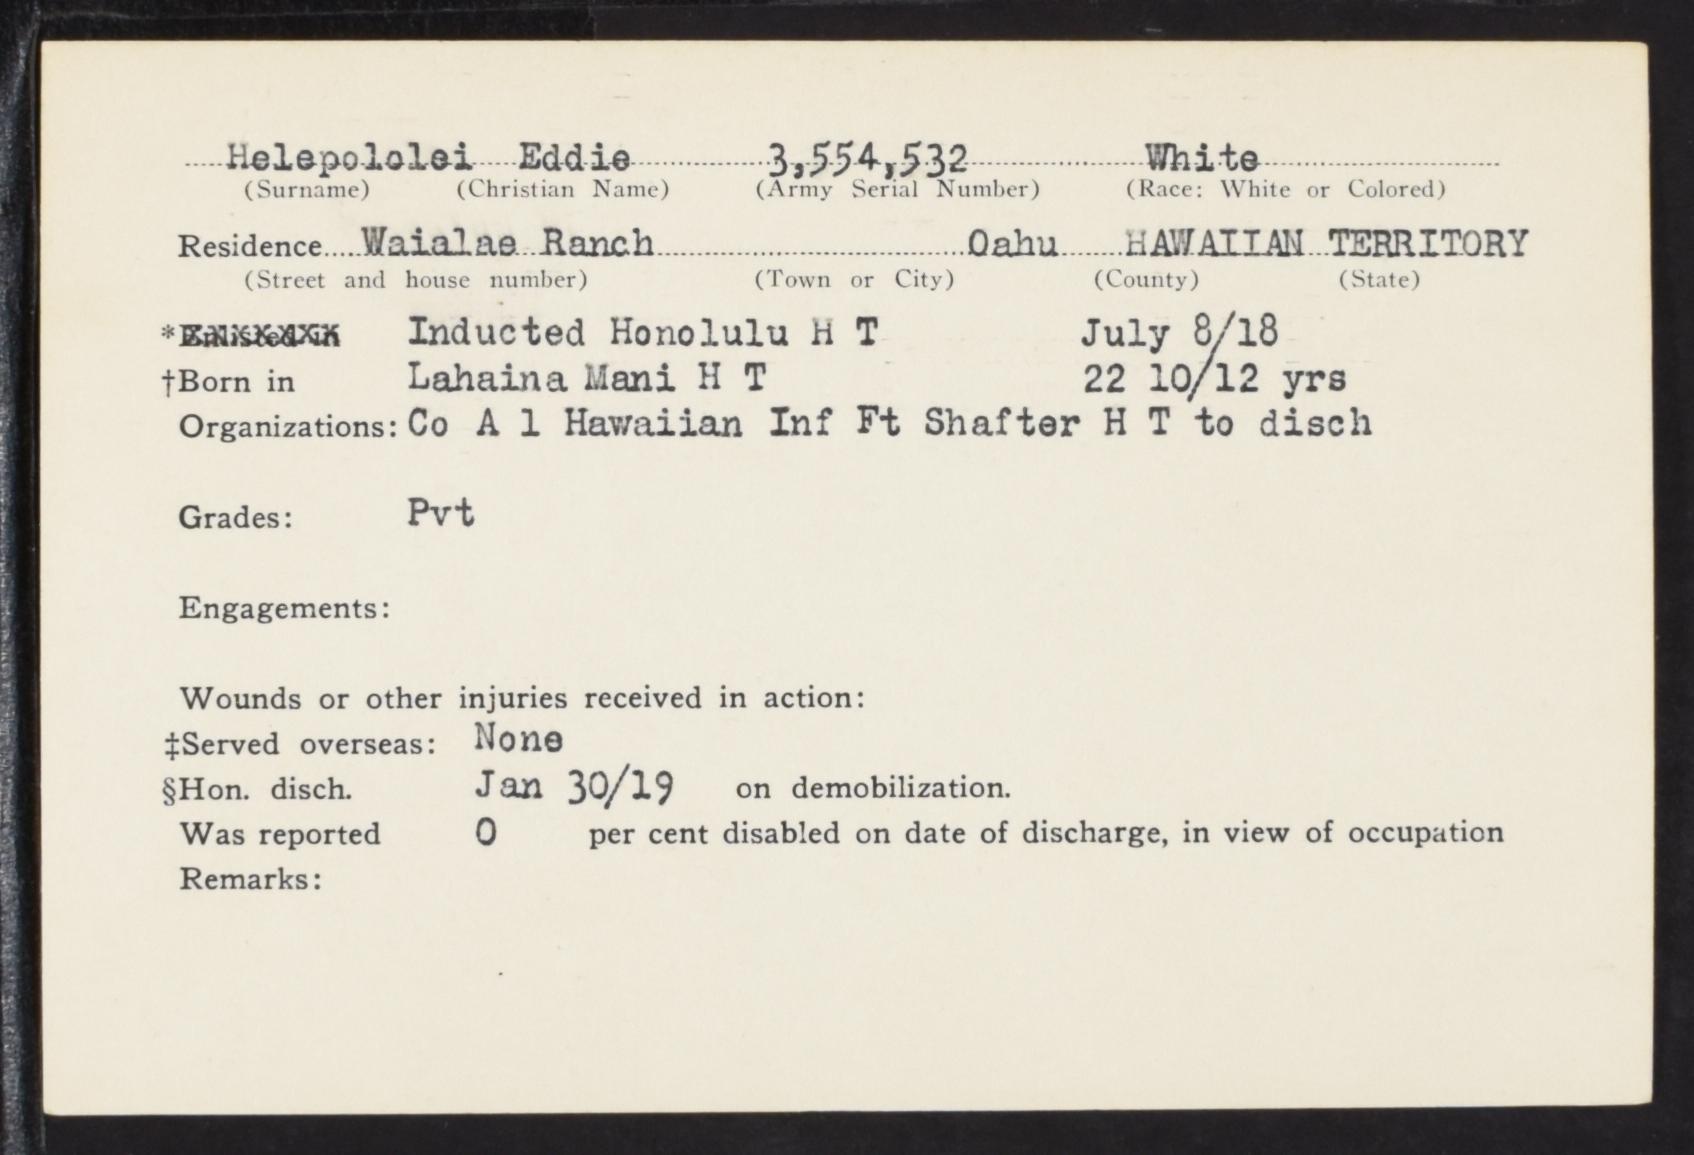 Helepololei Eddie 3,554,532 White
(Surname) (Christian Name) (Army Serial Number) (Race: White or Colored)
Residence Waialae Ranch Oahu HAWAIIAN TERRITORY
(Street and house number) (Town or City) (County) (State)
*Enlisted in Inducted Honolulu H T July 8/18
†Born in Lahaina Mani H T 22 10/12 yrs
Organizations: Co A 1 Hawaiian Inf Ft Shafter H T to disch
Grades: Pvt
Engagements:
Wounds or other injuries received in action:
‡Served overseas: None
§Hon. disch. Jan 30/19 on demobilization.
Was reported 0 per cent disabled on date of discharge, in view of occupation
Remarks: